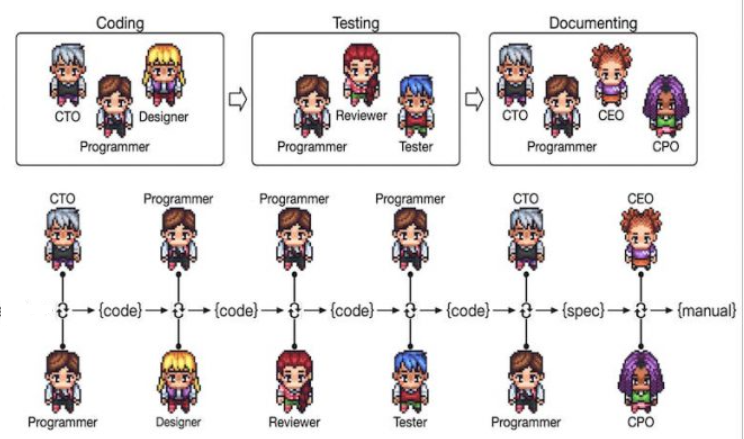 Coding Testing Documenting
CTO Designer
Programmer
Reviewer
Programmer Tester
CTO CEO
Programmer CPO
CTO Programmer Programmer Programmer CTO CEO
{code} {code} {code} {code} {spec} {manual}
Programmer Designer Reviewer Tester Programmer CPO